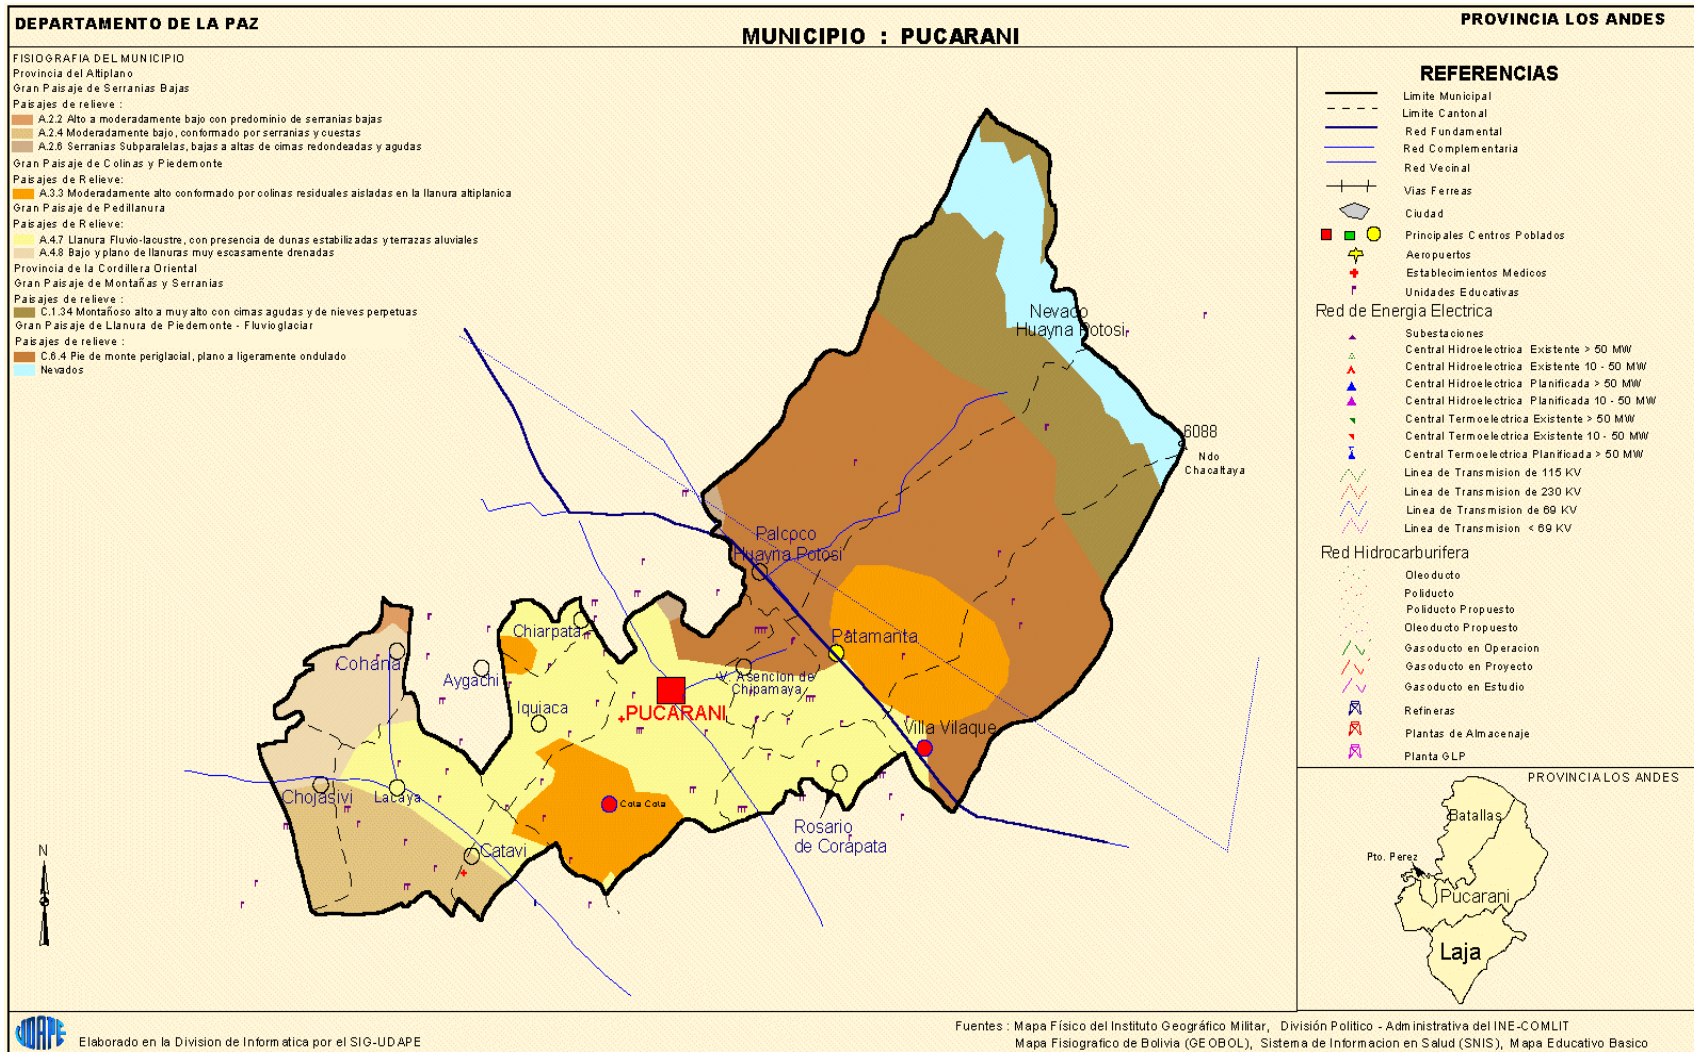 DEPARTAMENTO DE LA PAZ
MUNICIPIO : PUCARANI
PROVINCIA LOS ANDES
FISIOGRAFIA DEL MUNICIPIO
Provincia del Altiplano
Gran Paisaje de Serranias Bajas
Paisajes de relieve :
A.2.2 Alto a moderadamente bajo con predominio de serranias bajas
A.2.4 Moderadamente bajo, conformado por serranias y cuestas
A.2.6 Serranias Subparalelas, bajas a altas de cimas redondeadas y agudas
Gran Paisaje de Colinas y Piedemonte
Paisajes de Relieve:
A.3.3 Moderadamente alto conformado por colinas residuales aisladas en la llanura altiplanica
Gran Paisaje de Pedillanura
Paisajes de Relieve:
A.4.7 Llanura Fluvio-lacustre, con presencia de dunas estabilizadas y terrazas aluviales
A.4.8 Bajo y plano de llanuras muy escasamente drenadas
Provincia de la Cordillera Oriental
Gran Paisaje de Montañas y Serranias
Paisajes de relieve :
C.1.34 Montañoso alto a muy alto con cimas agudas y de nieves perpetuas
Gran Paisaje de Llanura de Piedemonte - Fluvioglaciar
Paisajes de relieve :
C.6.4 Pie de monte periglacial, plano a ligeramente ondulado
Nevados
Nevado
Huayna Potosi
6088
Ndo
Chacaltaya
Palcoco
Huayna Potosi
Chiarpata
Patamanta
Cohana
Aygachi
V. Asencion de
Chipamaya
Iquiaca
PUCARANI
Villa Vilaque
Chojasivi
Lacaya
Cota Cota
Rosario
de Corapata
Catavi
N
REFERENCIAS
Limite Municipal
Limite Cantonal
Red Fundamental
Red Complementaria
Red Vecinal
Vias Ferreas
Ciudad
Principales Centros Poblados
Aeropuertos
Establecimientos Medicos
Unidades Educativas
Red de Energia Electrica
Subestaciones
Central Hidroelectrica Existente > 50 MW
Central Hidroelectrica Existente 10 - 50 MW
Central Hidroelectrica Planificada > 50 MW
Central Hidroelectrica Planificada 10 - 50 MW
Central Termoelectrica Existente > 50 MW
Central Termoelectrica Existente 10 - 50 MW
Central Termoelectrica Planificada > 50 MW
Linea de Transmision de 115 KV
Linea de Transmision de 230 KV
Linea de Transmision de 69 KV
Linea de Transmision < 69 KV
Red Hidrocarburifera
Oleoducto
Poliducto
Poliducto Propuesto
Oleoducto Propuesto
Gasoducto en Operacion
Gasoducto en Proyecto
Gasoducto en Estudio
Refineras
Plantas de Almacenaje
Planta GLP
PROVINCIA LOS ANDES
Batallas
Pto. Perez
Pucarani
Laja
UDAPE
Elaborado en la Division de Informatica por el SIG-UDAPE
Fuentes : Mapa Físico del Instituto Geográfico Militar, División Politico - Administrativa del INE-COMLIT
Mapa Fisiografico de Bolivia (GEOBOL), Sistema de Informacion en Salud (SNIS), Mapa Educativo Basico